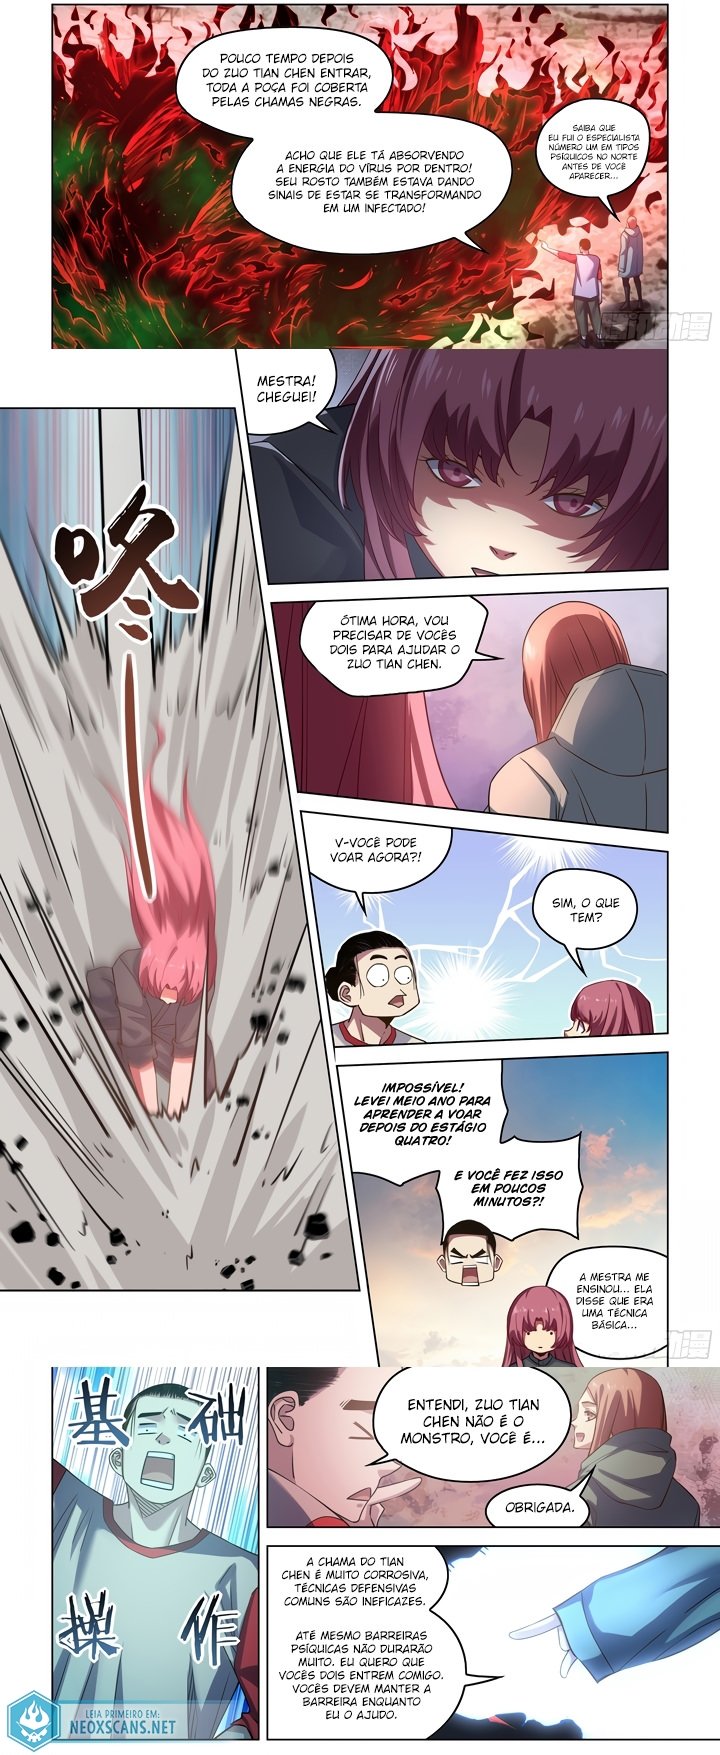 POUCO TEMPO DEPOIS
DO ZUO TIAN CHEN ENTRAR,
TODA A POÇA FOI COBERTA
PELAS CHAMAS NEGRAS.
ACHO QUE ELE TÁ ABSORVENDO
A ENERGIA DO VÍRUS POR DENTRO!
SEU ROSTO TAMBÉM ESTAVA DANDO
SINAIS DE ESTAR SE TRANSFORMANDO
EM UM INFECTADO!
SAIBA QUE
EU FUI O ESPECIALISTA
NÚMERO UM EM TIPOS
PSÍQUICOS NO NORTE
ANTES DE VOCÊ
APARECER...
MESTRA!
CHEGUEI!
咚
ÓTIMA HORA, VOU
PRECISAR DE VOCÊS
DOIS PARA AJUDAR O
ZUO TIAN CHEN.
V-VOCÊ PODE
VOAR AGORA?!
SIM, O QUE
TEM?
IMPOSSÍVEL!
LEVEI MEIO ANO PARA
APRENDER A VOAR
DEPOIS DO ESTÁGIO
QUATRO!
E VOCÊ FEZ ISSO
EM POUCOS
MINUTOS?!
A MESTRA ME
ENSINOU... ELA
DISSE QUE ERA
UMA TÉCNICA
BÁSICA...
基础
操作
ENTENDI, ZUO TIAN
CHEN NÃO É O
MONSTRO, VOCÊ É...
OBRIGADA.
A CHAMA DO TIAN
CHEN É MUITO CORROSIVA,
TÉCNICAS DEFENSIVAS
COMUNS SÃO INEFICAZES.
ATÉ MESMO BARREIRAS
PSÍQUICAS NÃO DURARÃO
MUITO. EU QUERO QUE
VOCÊS DOIS ENTREM COMIGO.
VOCÊS DEVEM MANTER A
BARREIRA ENQUANTO
EU O AJUDO.
LEIA PRIMEIRO EM:
NEOXSCANS.NET